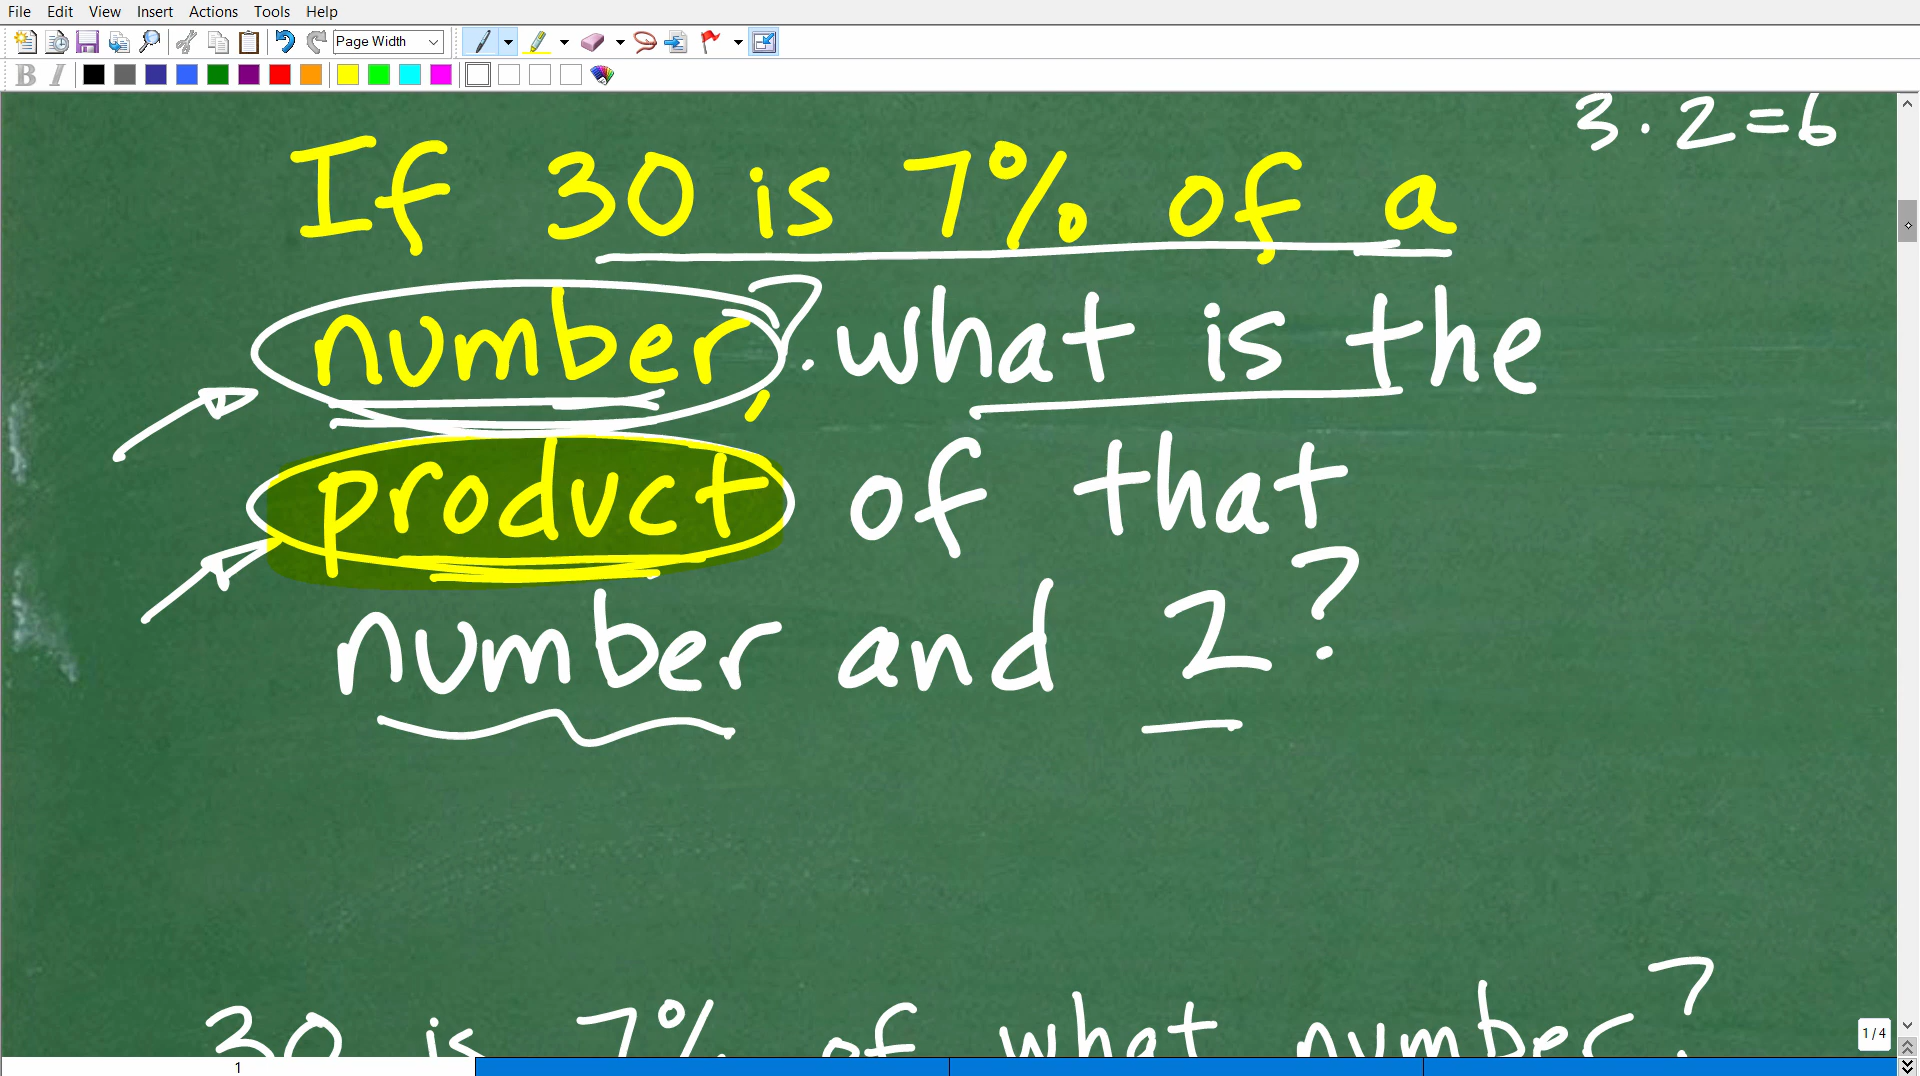 File Edit View Insert Actions Tools Help
Page Width
B I
3 · 2 = 6
If 30 is 7% of a
number, ? what is the
product of that
number and 2?
30 is 7% of what number?
1 / 4
1